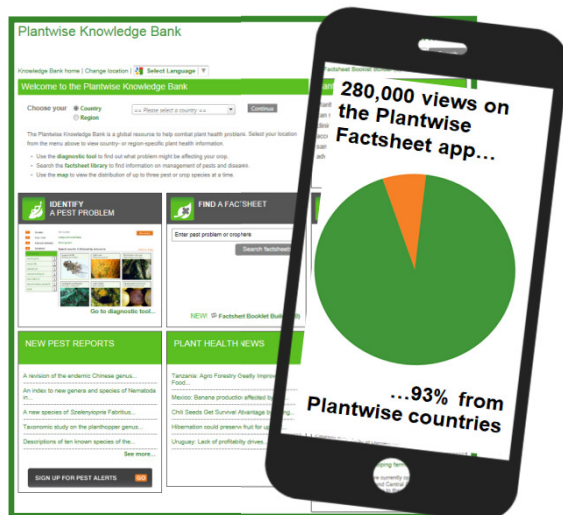 Plantwise Knowledge Bank
Knowledge Bank home | Change location | Select Language ▼
Factsheet Booklet Builder
Welcome to the Plantwise Knowledge Bank
Choose your Country == Please select a country == Continue
Region
The Plantwise Knowledge Bank is a global resource to help combat plant health problems. Select your location
from the menu above to view country- or region-specific plant health information.
• Use the diagnostic tool to find out what problem might be affecting your crop.
• Search the factsheet library to find information on management of pests and diseases.
• Use the map to view the distribution of up to three pest or crop species at a time.
IDENTIFY
A PEST PROBLEM
Go to diagnostic tool...
FIND A FACTSHEET
Enter pest problem or crop here
Search factsheets
NEW! Factsheet Booklet Buil
NEW PEST REPORTS
A revision of the endemic Chinese genus...
An index to new genera and species of Nematoda
in...
A new species of Scelenyiopria Fabritius...
Taxonomic study on the planthopper genus...
Descriptions of ten known species of the...
See more...
SIGN UP FOR PEST ALERTS GO
PLANT HEALTH NEWS
Tanzania: Agro Forestry Greatly Impro
Food...
Mexico: Banana production affected b
Chili Seeds Get Survival Advantage
Hibernation could preserve fruit for
Uruguay: Lack of profitability drives...
280,000 views on
the Plantwise
Factsheet app...
...93% from
Plantwise countries